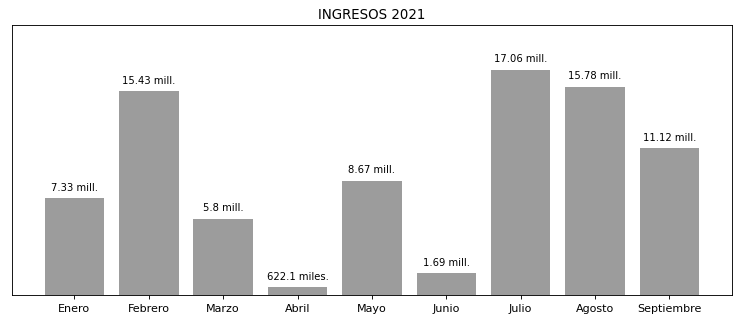 INGRESOS 2021
7.33 mill.
15.43 mill.
5.8 mill.
622.1 miles.
8.67 mill.
1.69 mill.
17.06 mill.
15.78 mill.
11.12 mill.
Enero Febrero Marzo Abril Mayo Junio Julio Agosto Septiembre